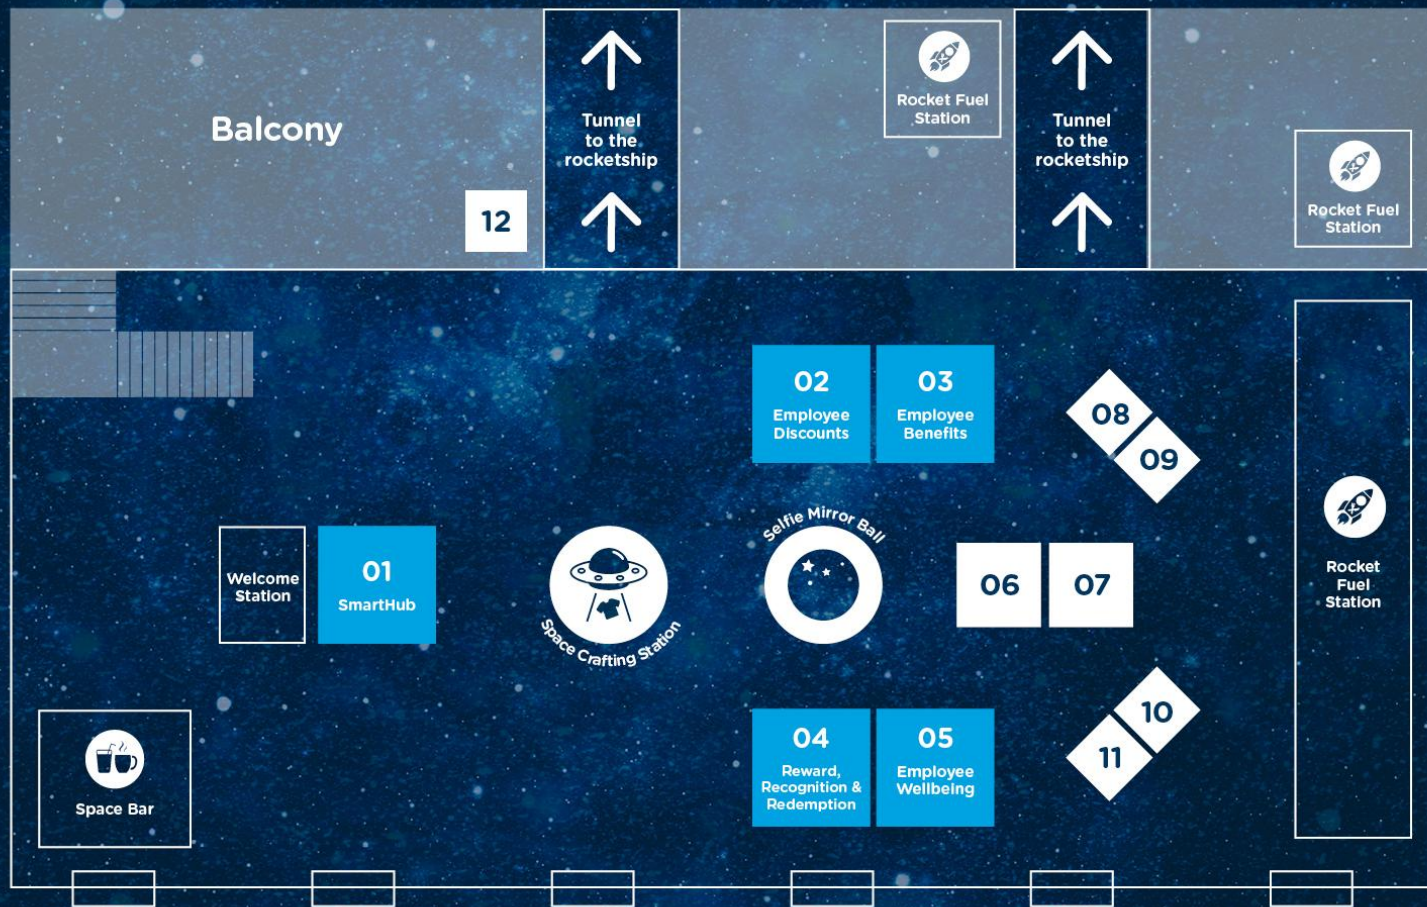 Balcony
12
Tunnel
to the
rocketship
Rocket Fuel
Station
Tunnel
to the
rocketship
Rocket Fuel
Station
02
Employee
Discounts
03
Employee
Benefits
08
09
Welcome
Station
01
SmartHub
Space Crafting Station
Selfie Mirror Ball
06
07
Rocket
Fuel
Station
04
Reward,
Recognition &
Redemption
05
Employee
Wellbeing
10
11
Space Bar